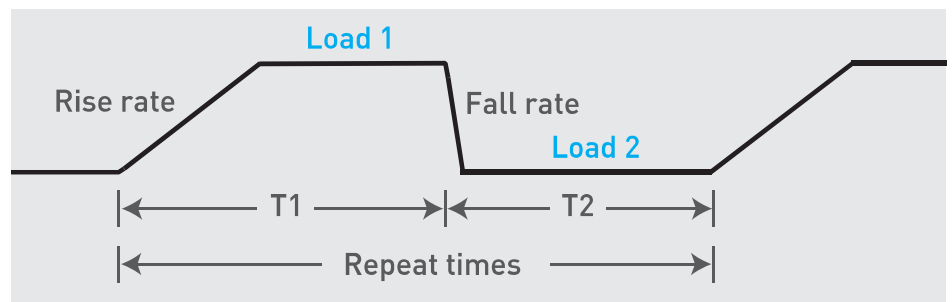 Load 1
Rise rate
Fall rate
Load 2
T1
T2
Repeat times